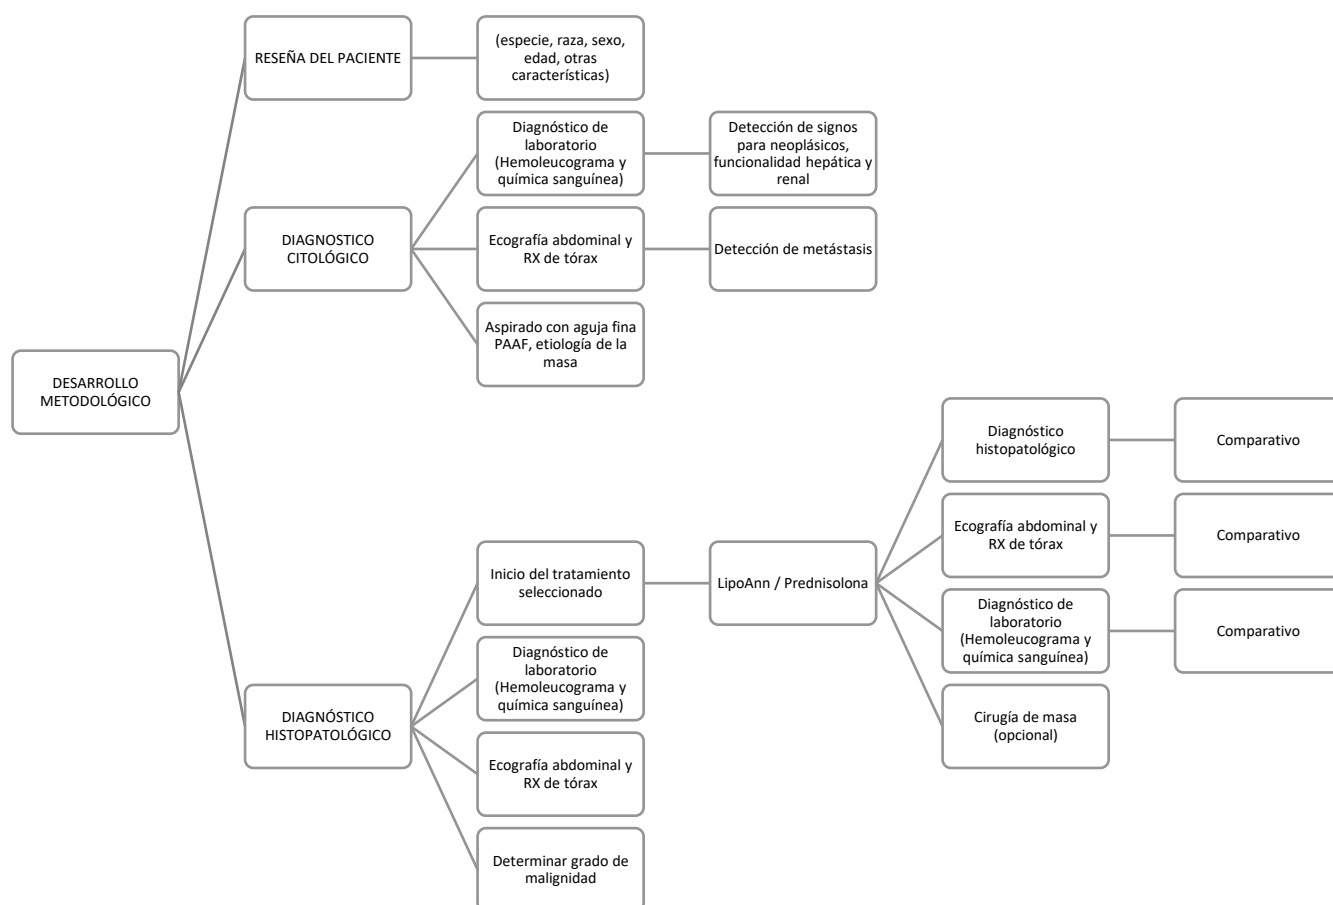 RESEÑA DEL PACIENTE
(especie, raza, sexo,
edad, otras
características)
Diagnóstico de
laboratorio
(Hemoleucograma y
química sanguínea)
Detección de signos
para neoplásicos,
funcionalidad hepática y
renal
DIAGNOSTICO
CITOLÓGICO
Ecografía abdominal y
RX de tórax
Detección de metástasis
Aspirado con aguja fina
PAAF, etiología de la
masa
DESARROLLO
METODOLÓGICO
DIAGNÓSTICO
HISTOPATOLÓGICO
Inicio del tratamiento
seleccionado
LipoAnn / Prednisolona
Diagnóstico
histopatológico
Comparativo
Ecografía abdominal y
RX de tórax
Comparativo
Diagnóstico de
laboratorio
(Hemoleucograma y
química sanguínea)
Comparativo
Cirugía de masa
(opcional)
Diagnóstico de
laboratorio
(Hemoleucograma y
química sanguínea)
Ecografía abdominal y
RX de tórax
Determinar grado de
malignidad